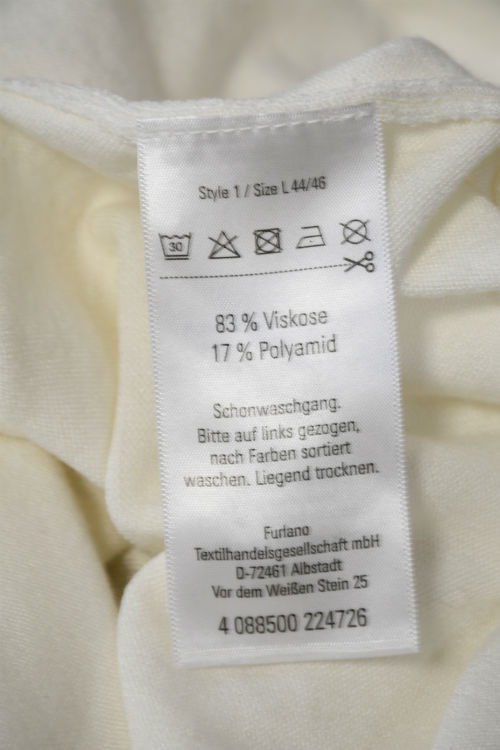 Style 1 / Size L 44/46
30
83 % Viskose
17 % Polyamid
Schonwaschgang.
Bitte auf links gezogen,
nach Farben sortiert
waschen. Liegend trocknen.
Furlano
Textilhandelsgesellschaft mbH
D-72461 Albstadt
Vor dem Weißen Stein 25
4 088500 224726